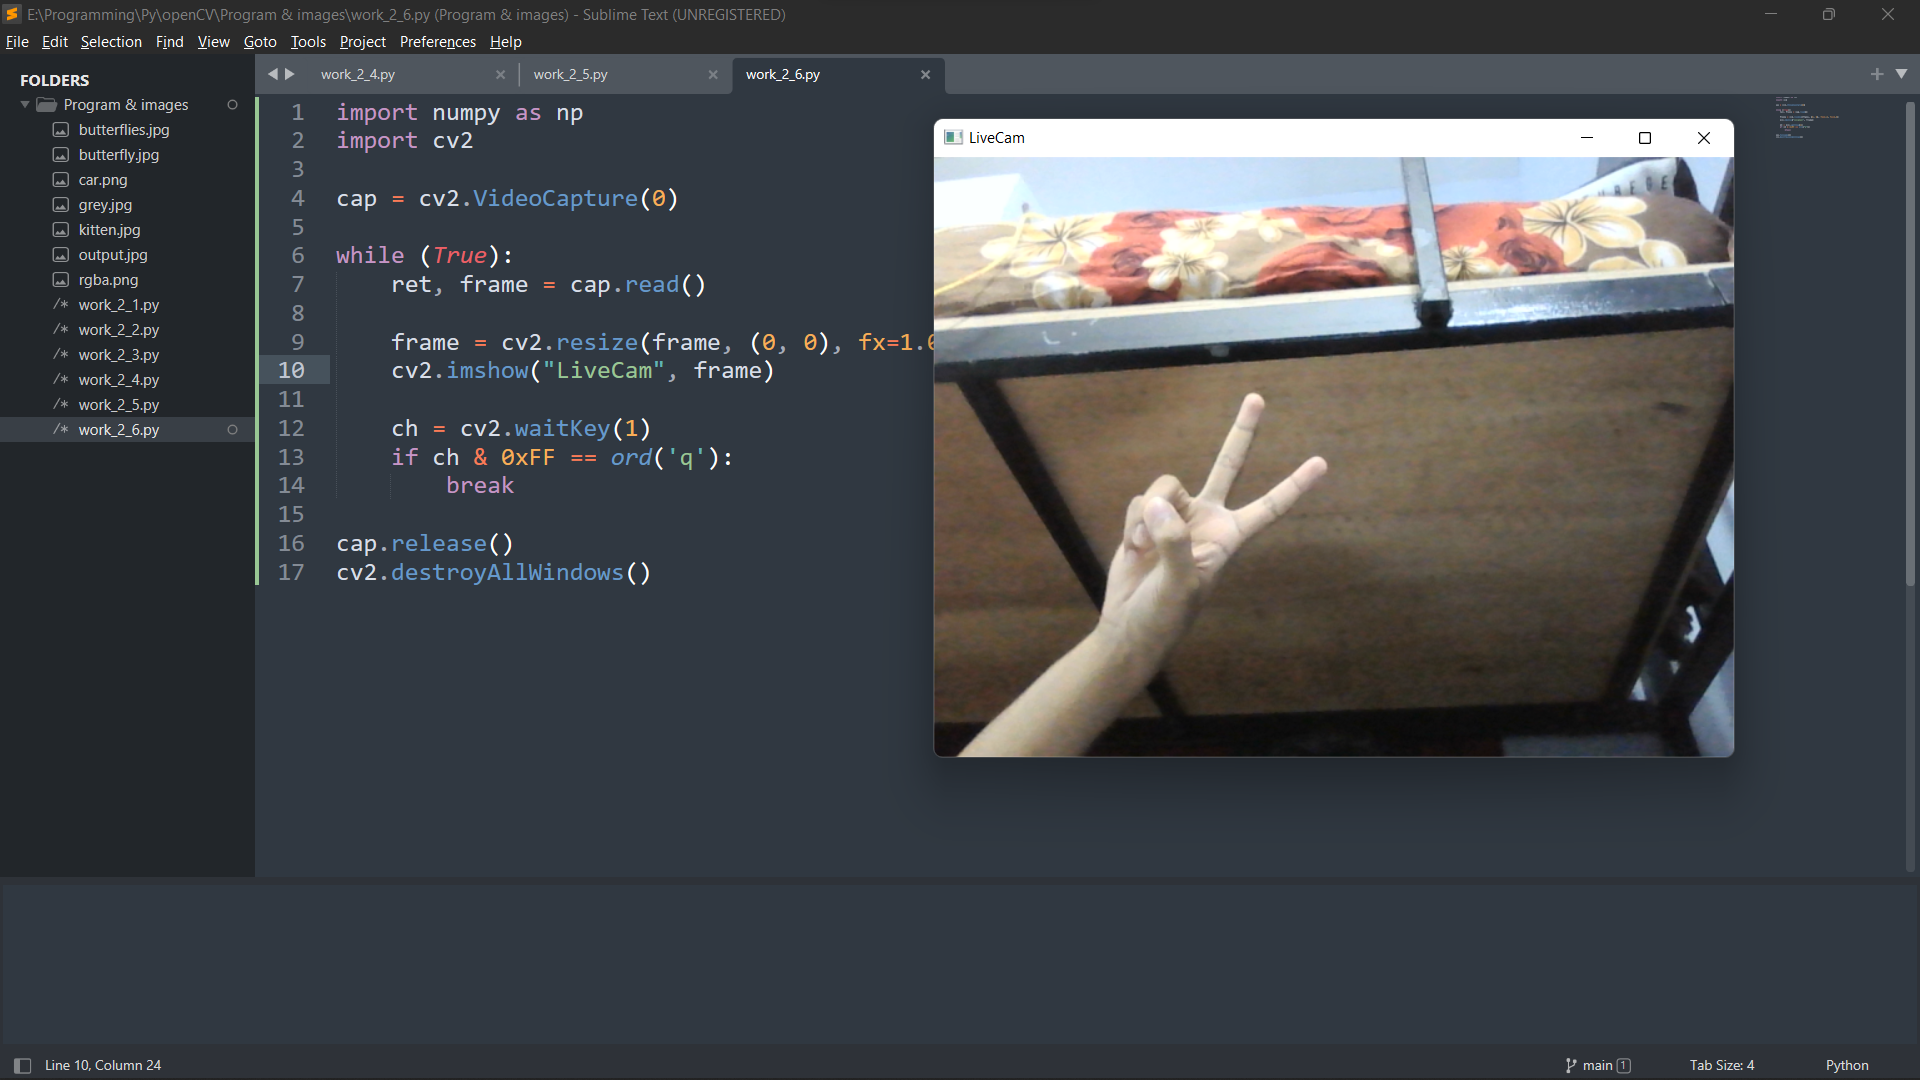 E:\Programming\Py\openCV\Program & images\work_2_6.py (Program & images) - Sublime Text (UNREGISTERED)
File Edit Selection Find View Goto Tools Project Preferences Help
FOLDERS
Program & images
butterflies.jpg
butterfly.jpg
car.png
grey.jpg
kitten.jpg
output.jpg
rgba.png
/* work_2_1.py
/* work_2_2.py
/* work_2_3.py
/* work_2_4.py
/* work_2_5.py
/* work_2_6.py
work_2_4.py work_2_5.py work_2_6.py
1 import numpy as np
2 import cv2
3
4 cap = cv2.VideoCapture(0)
5
6 while (True):
7     ret, frame = cap.read()
8
9     frame = cv2.resize(frame, (0, 0), fx=1.
10     cv2.imshow("LiveCam", frame)
11
12     ch = cv2.waitKey(1)
13     if ch & 0xFF == ord('q'):
14         break
15
16 cap.release()
17 cv2.destroyAllWindows()
LiveCam
Line 10, Column 24
main 1
Tab Size: 4
Python